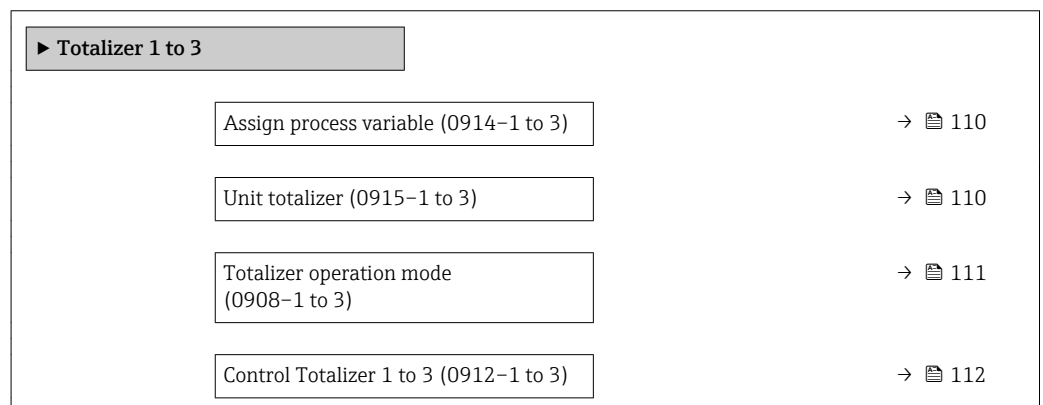 ▶ Totalizer 1 to 3
Assign process variable (0914–1 to 3) → 110
Unit totalizer (0915–1 to 3) → 110
Totalizer operation mode → 111
(0908–1 to 3)
Control Totalizer 1 to 3 (0912–1 to 3) → 112